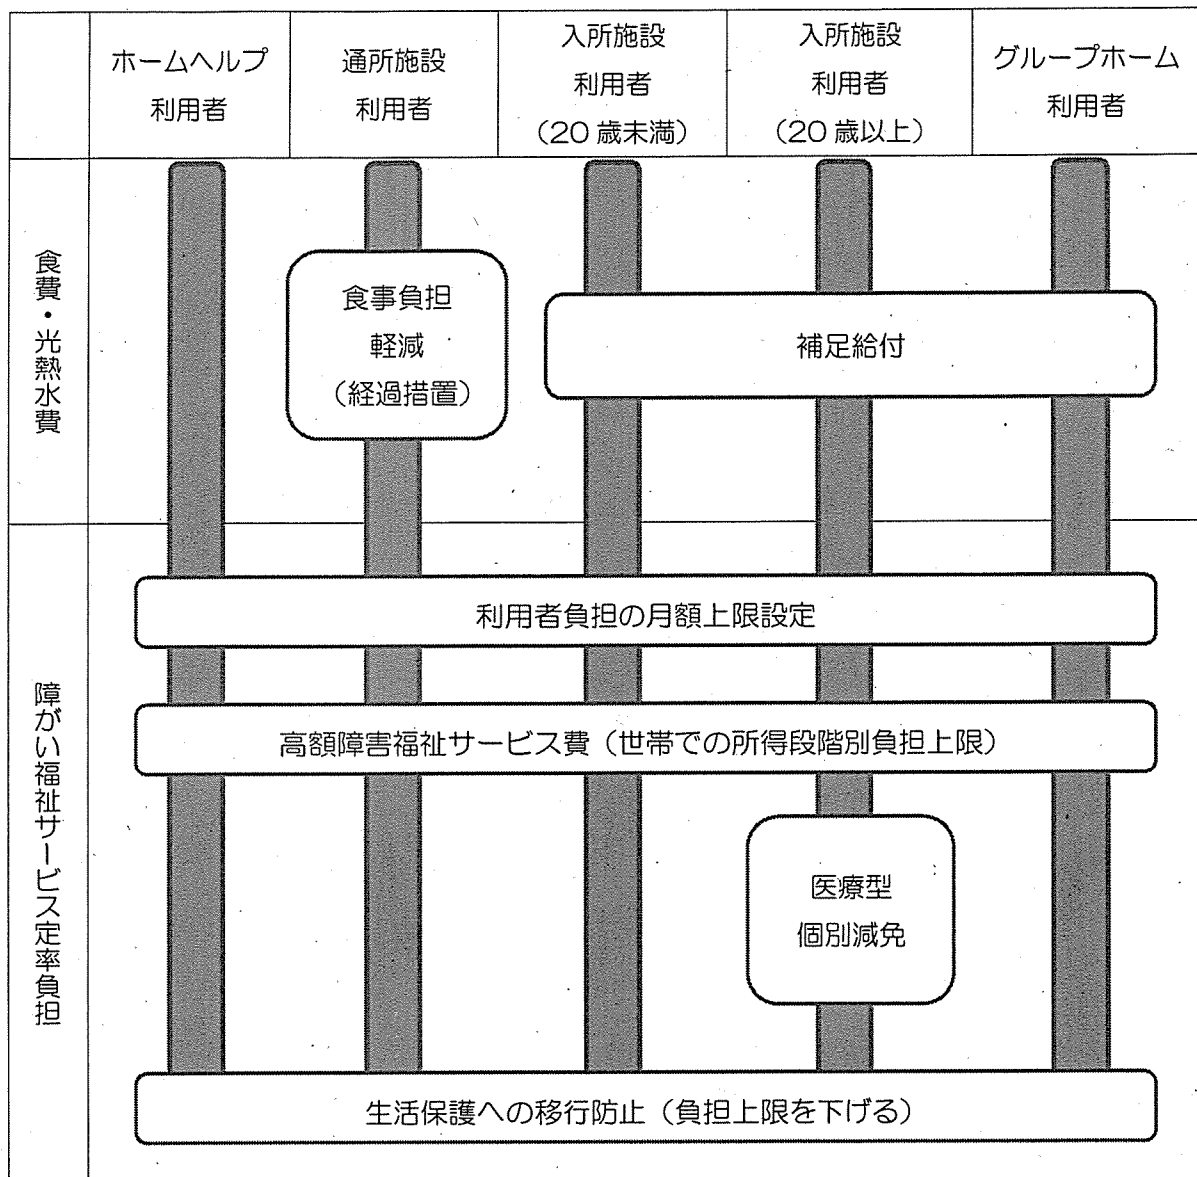 ホームヘルプ
利用者
通所施設
利用者
入所施設
利用者
（20歳未満）
入所施設
利用者
（20歳以上）
グループホーム
利用者
食費・光熱水費
食事負担
軽減
（経過措置）
補足給付
障がい福祉サービス定率負担
利用者負担の月額上限設定
高額障害福祉サービス費（世帯での所得段階別負担上限）
医療型
個別減免
生活保護への移行防止（負担上限を下げる）